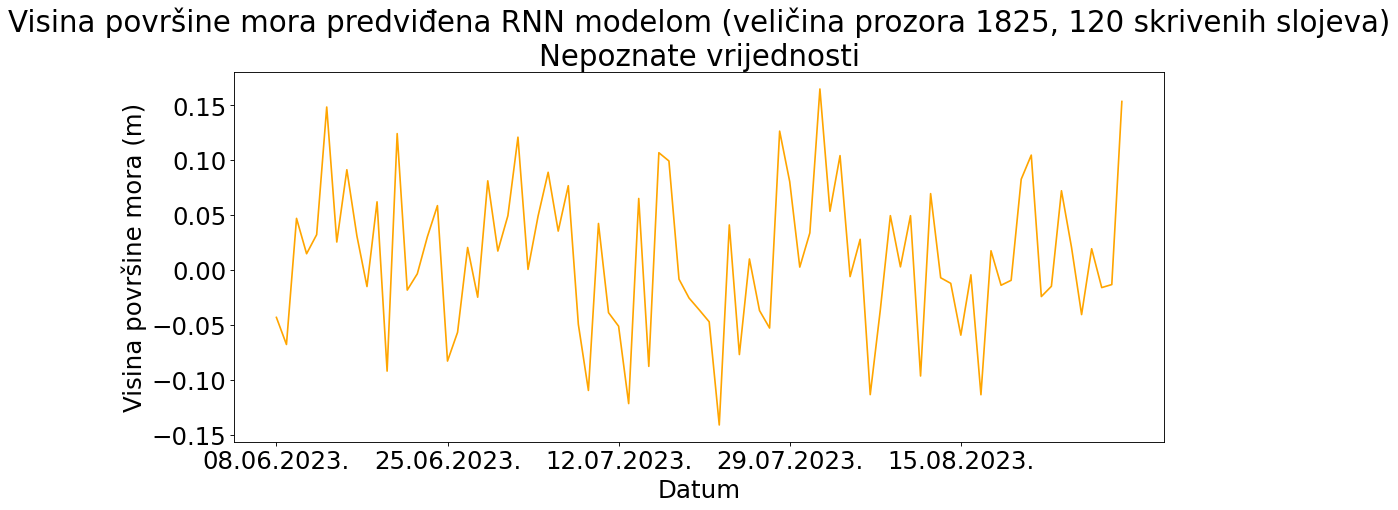 Visina površine mora predviđena RNN modelom (veličina prozora 1825, 120 skrivenih slojeva)
Nepoznate vrijednosti
Visina površine mora (m)
0.15
0.10
0.05
0.00
−0.05
−0.10
−0.15
08.06.2023. 25.06.2023. 12.07.2023. 29.07.2023. 15.08.2023.
Datum